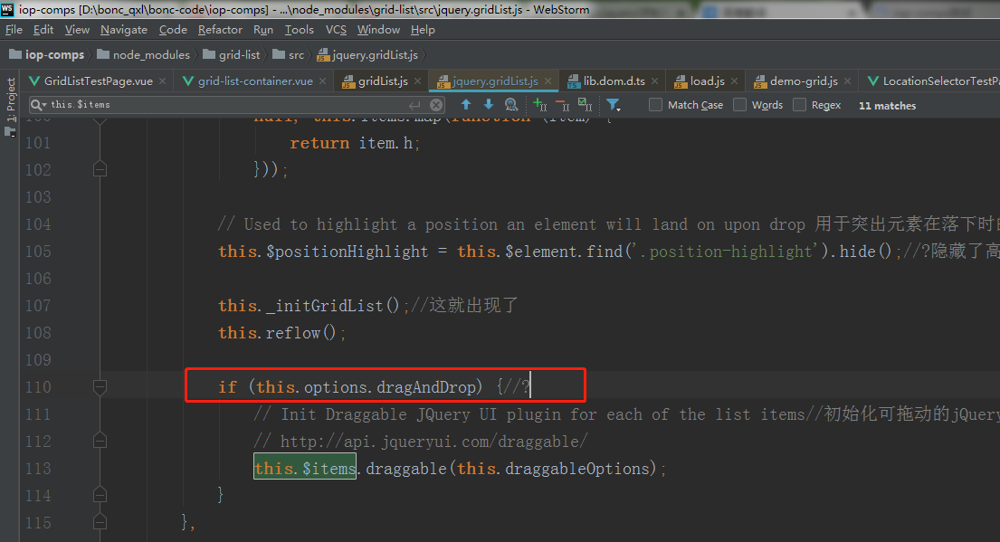 iop-comps [D:\bonc_qxl\bonc-code\iop-comps] - ...\node_modules\grid-list\src\jquery.gridList.js - WebStorm
File Edit View Navigate Code Refactor Run Tools VCS Window Help
iop-comps node_modules grid-list src jquery.gridList.js
1: Project
GridListTestPage.vue grid-list-container.vue gridList.js jquery.gridList.js lib.dom.d.ts load.js demo-grid.js LocationSelectorTestPa
this.$items Match Case Words Regex 11 matches
100 null, this.items.map(function (item) {
101 return item.h;
102 }));
103
104 // Used to highlight a position an element will land on upon drop 用于突出元素在落下时的
105 this.$positionHighlight = this.$element.find('.position-highlight').hide();//?隐藏了高
106
107 this._initGridList();//这就出现了
108 this.reflow();
109
110 if (this.options.dragAndDrop) {//?
111 // Init Draggable JQuery UI plugin for each of the list items//初始化可拖动的jQuery
112 // http://api.jqueryui.com/draggable/
113 this.$items.draggable(this.draggableOptions);
114 }
115 },